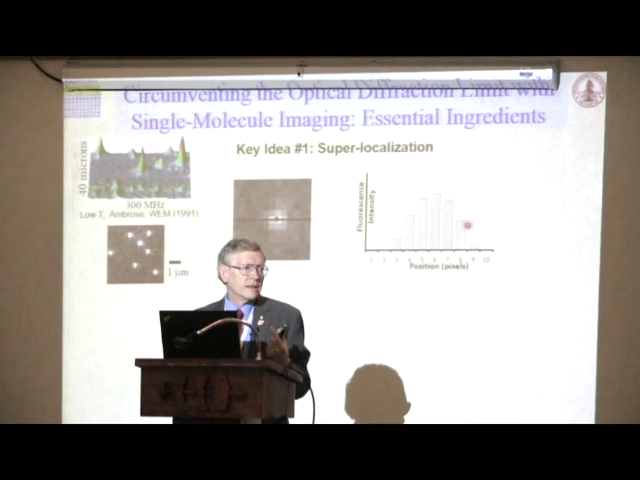 Circumventing the Optical Diffraction Limit with
Single-Molecule Imaging: Essential Ingredients
Key Idea #1: Super-localization
40 microns
300 MHz
Low T, Ambrose, WEM (1991)
1 µm
Fluorescence
Intensity
1 2 3 4 5 6 7 8 9 10
Position (pixels)